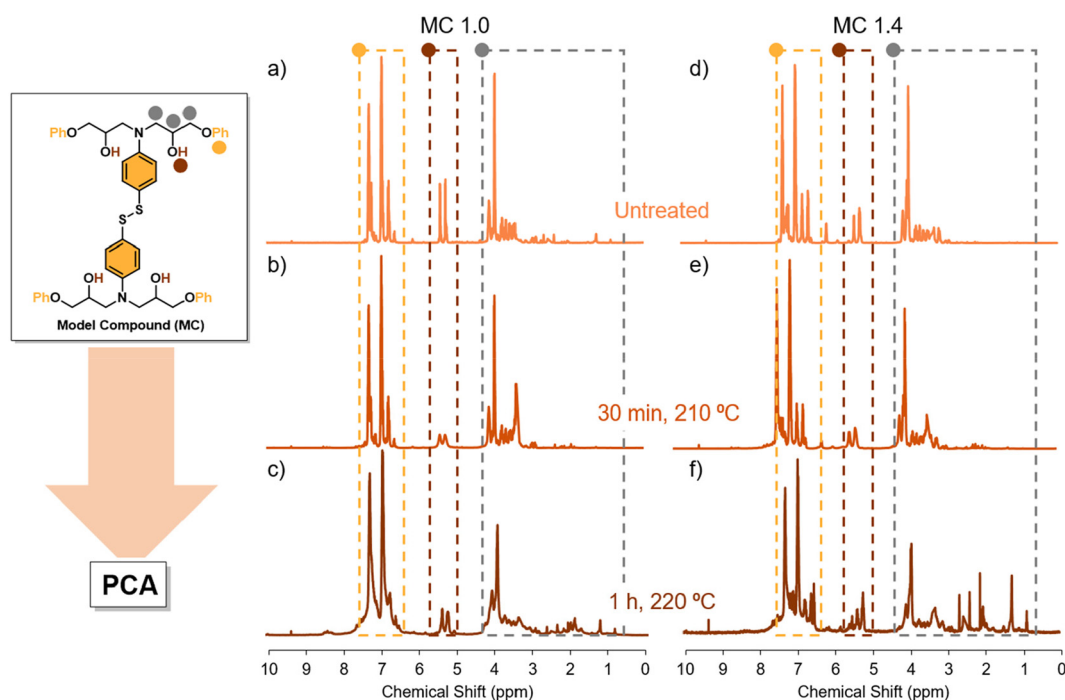 MC 1.0
MC 1.4
a)
d)
Untreated
PhO
OPh
N
OH
OH
S
S
OH
OH
N
PhO
OPh
Model Compound (MC)
b)
e)
30 min, 210 ºC
c)
f)
1 h, 220 ºC
PCA
10 9 8 7 6 5 4 3 2 1 0
10 9 8 7 6 5 4 3 2 1 0
Chemical Shift (ppm)
Chemical Shift (ppm)